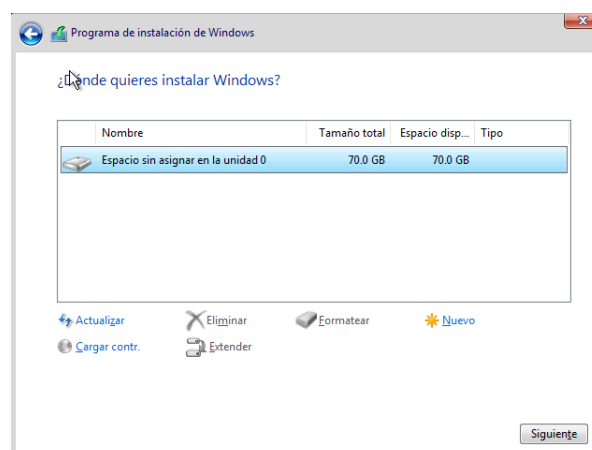 Programa de instalación de Windows
¿Dónde quieres instalar Windows?
Nombre Tamaño total Espacio disp... Tipo
Espacio sin asignar en la unidad 0 70.0 GB 70.0 GB
Actualizar Eliminar Formatear Nuevo
Cargar contr. Extender
Siguiente